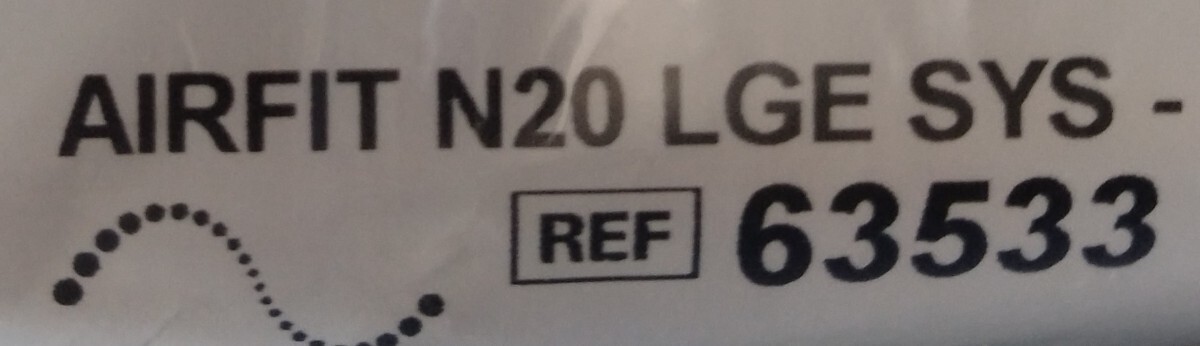 AIRFIT N20 LGE SYS -
REF 63533